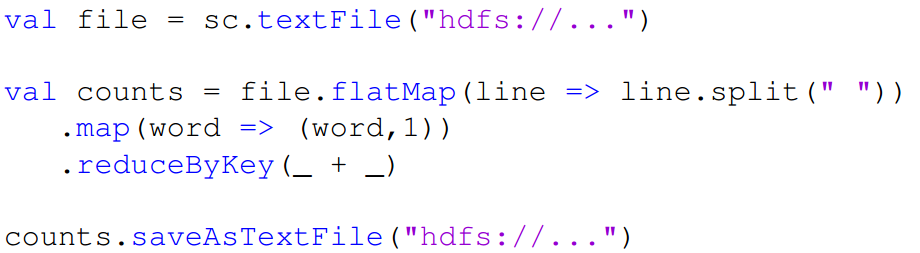 val file = sc.textFile("hdfs://...")
val counts = file.flatMap(line => line.split(" "))
.map(word => (word,1))
.reduceByKey(_ + _)
counts.saveAsTextFile("hdfs://...")